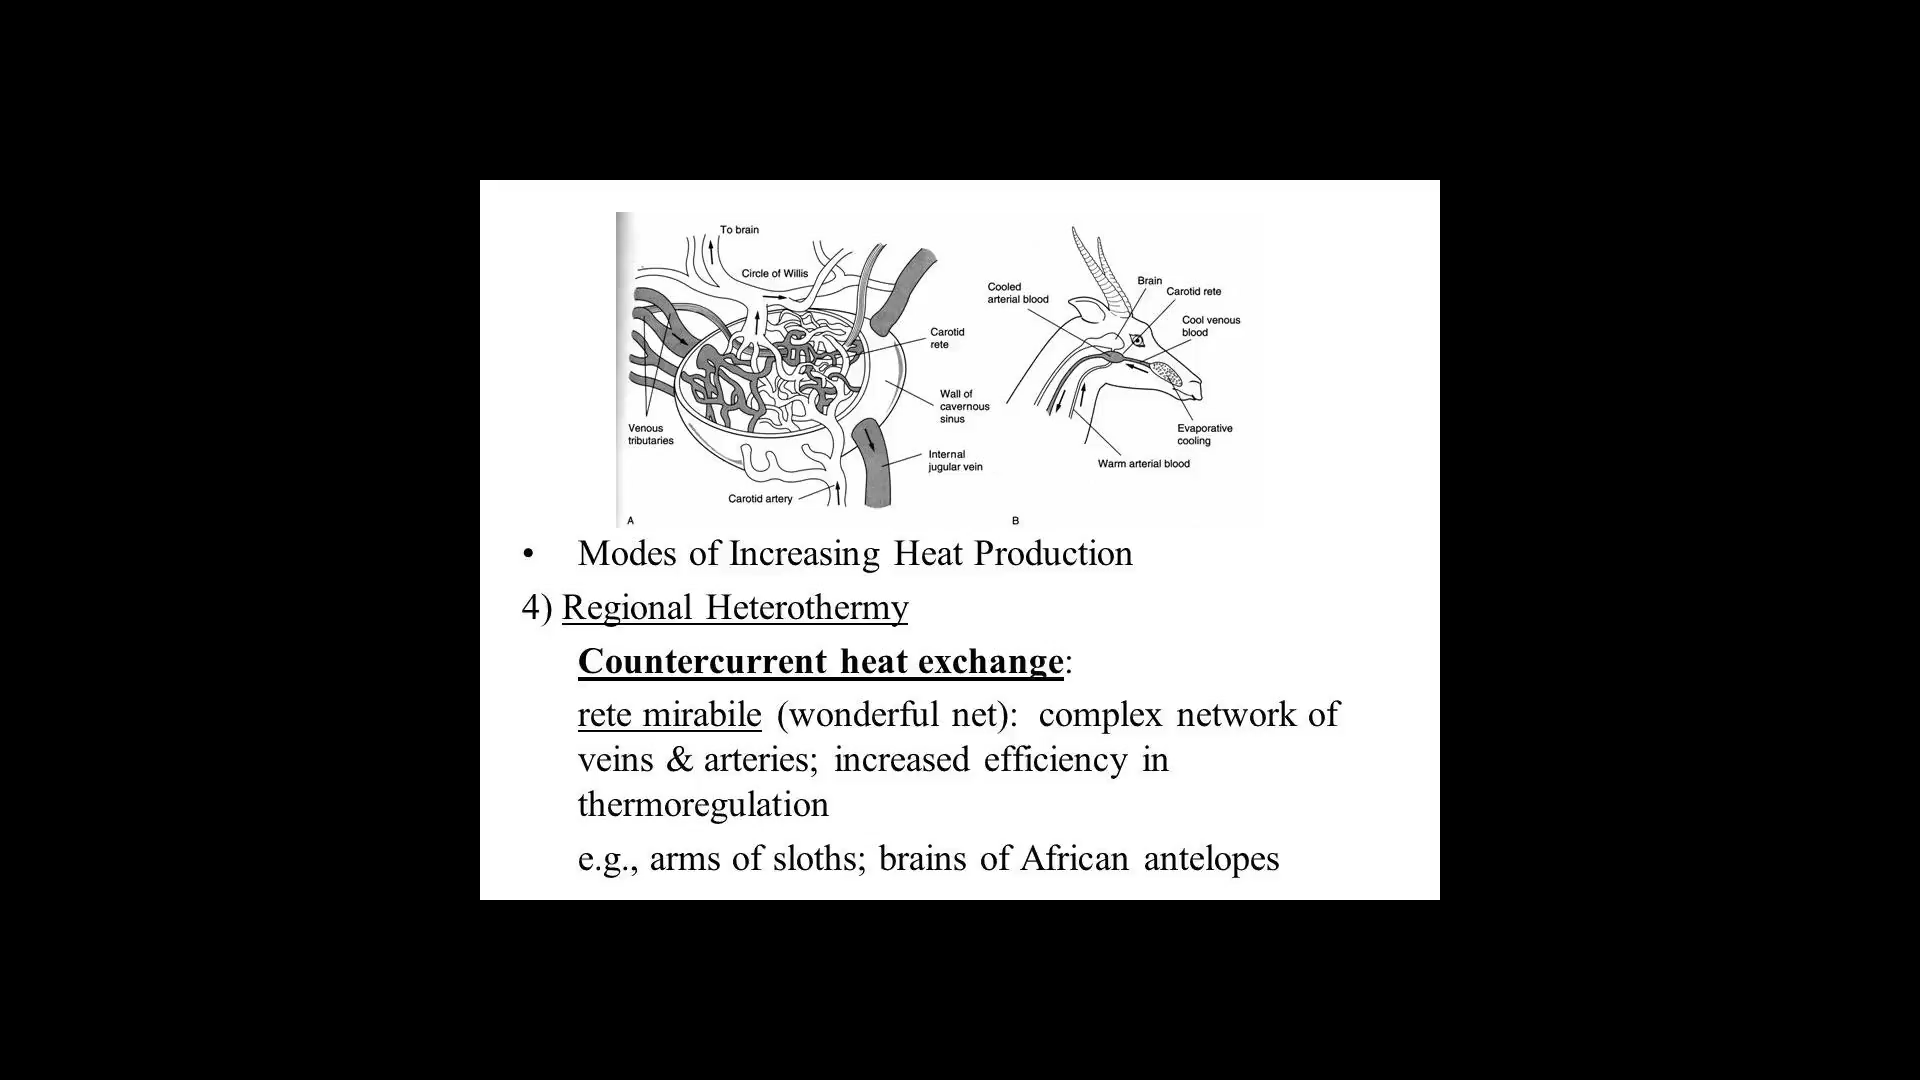 To brain
Circle of Willis
Carotid
rete
Wall of
cavernous
sinus
Venous
tributaries
Internal
jugular vein
Carotid artery
A
Cooled
arterial blood
Brain
Carotid rete
Cool venous
blood
Evaporative
cooling
Warm arterial blood
B
• Modes of Increasing Heat Production
4) Regional Heterothermy
Countercurrent heat exchange:
rete mirabile (wonderful net): complex network of
veins & arteries; increased efficiency in
thermoregulation
e.g., arms of sloths; brains of African antelopes